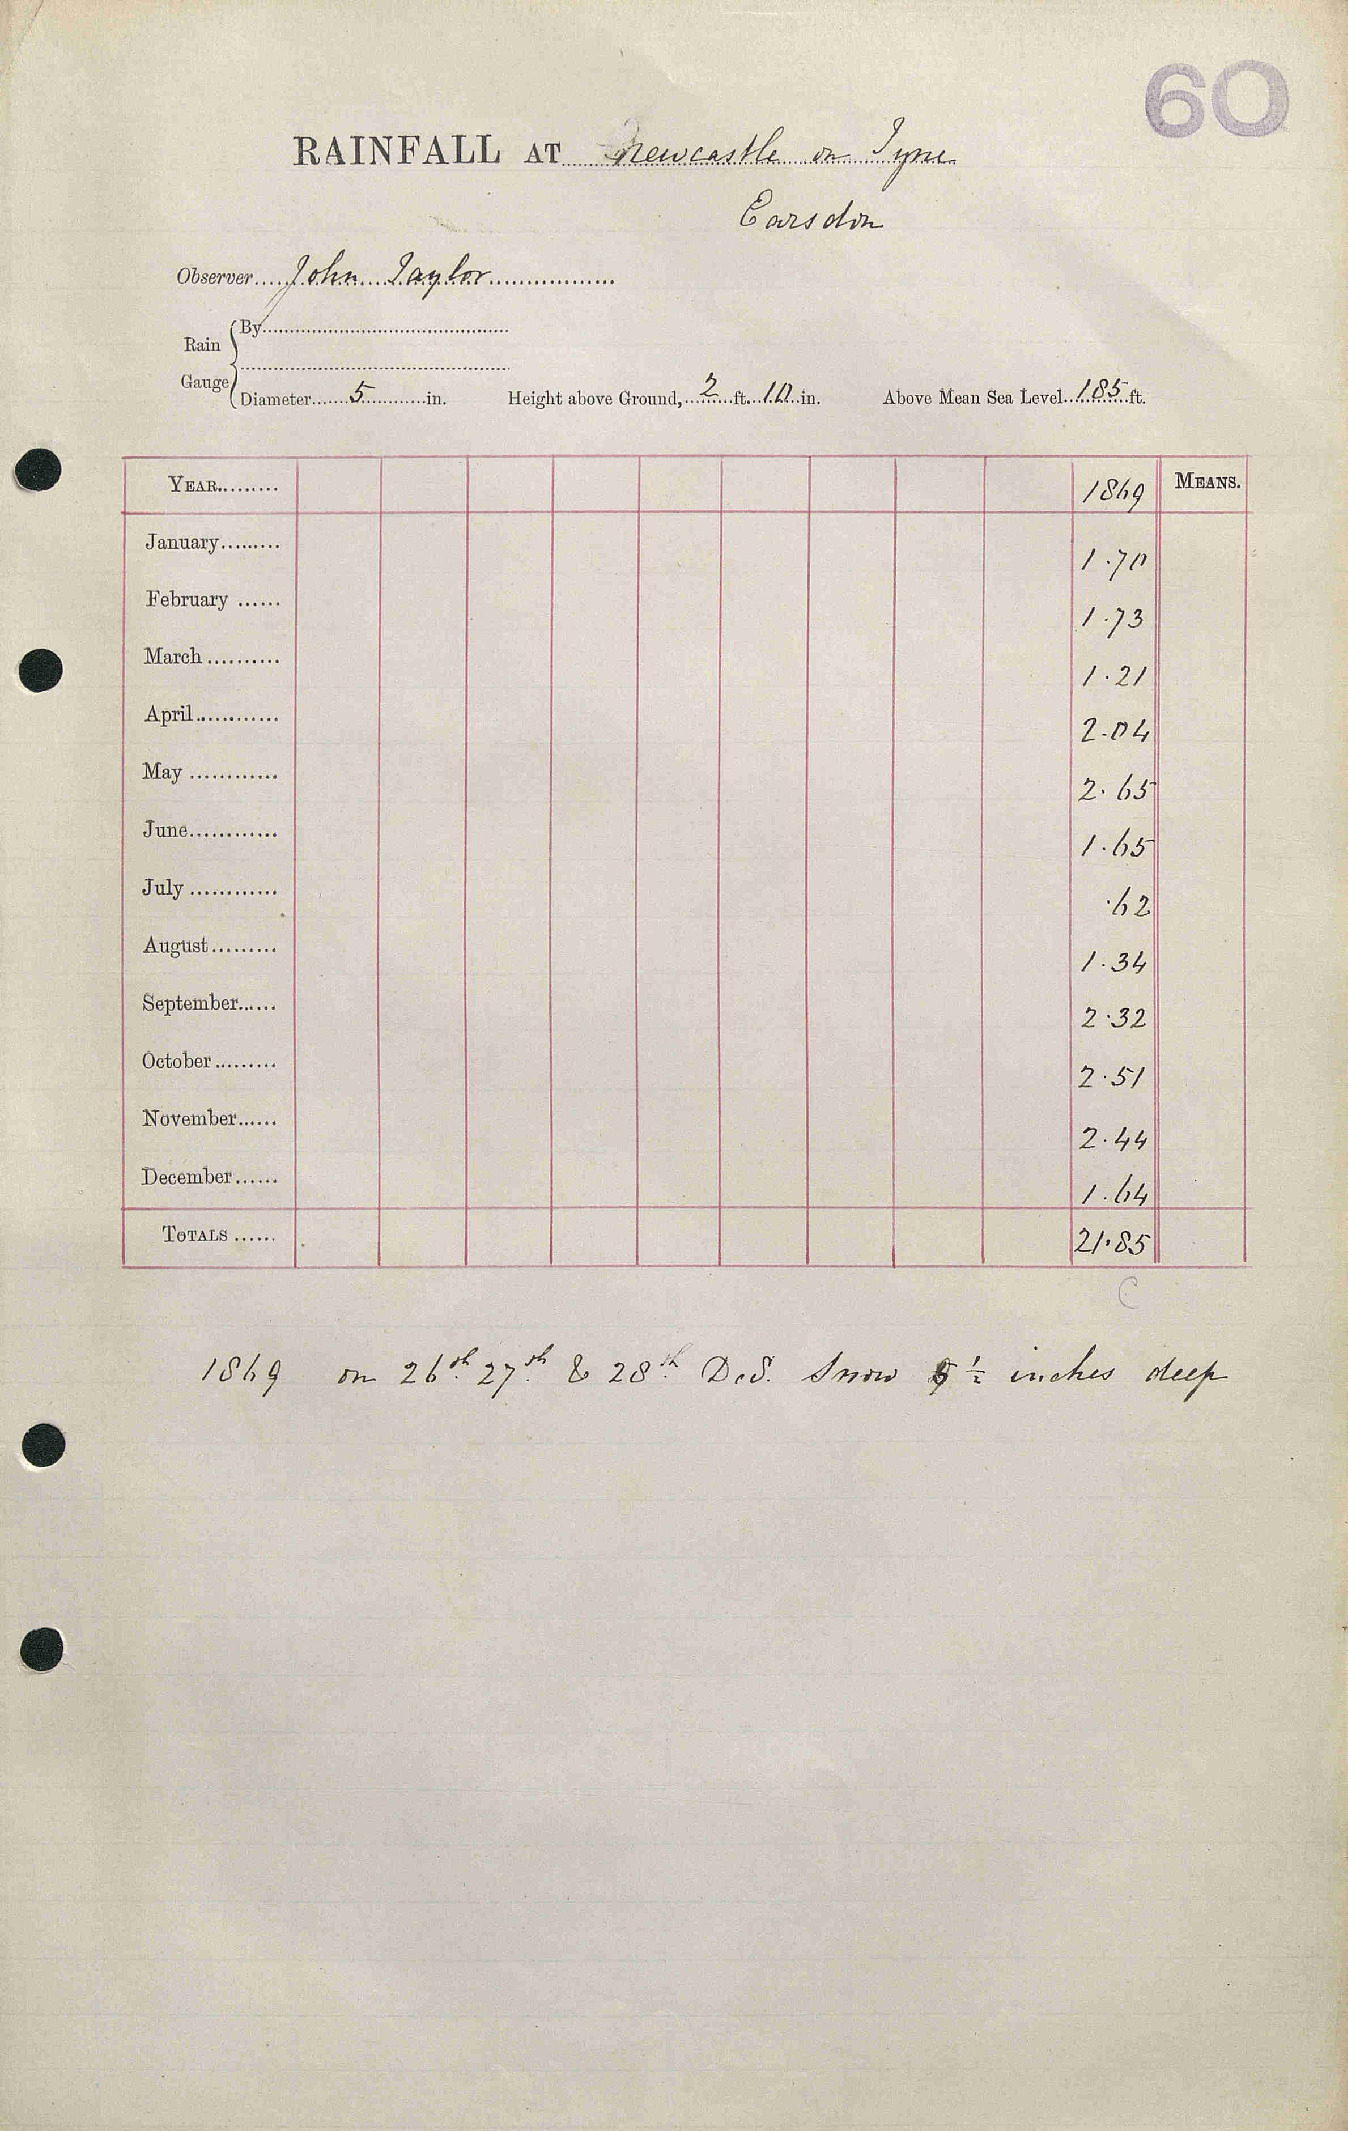 60
RAINFALL AT Newcastle on Tyne
Earsdon
Observer John Taylor
Rain Gauge
By
Diameter 5 in. Height above Ground, 2 ft. 10 in. Above Mean Sea Level 185 ft.
YEAR 1869 MEANS.
January 1.70
February 1.73
March 1.21
April 2.04
May 2.65
June 1.65
July .62
August 1.34
September 2.32
October 2.51
November 2.44
December 1.64
TOTALS 21.85
C
1869 on 26th 27th & 28th Dec. Snow ½ inches deep